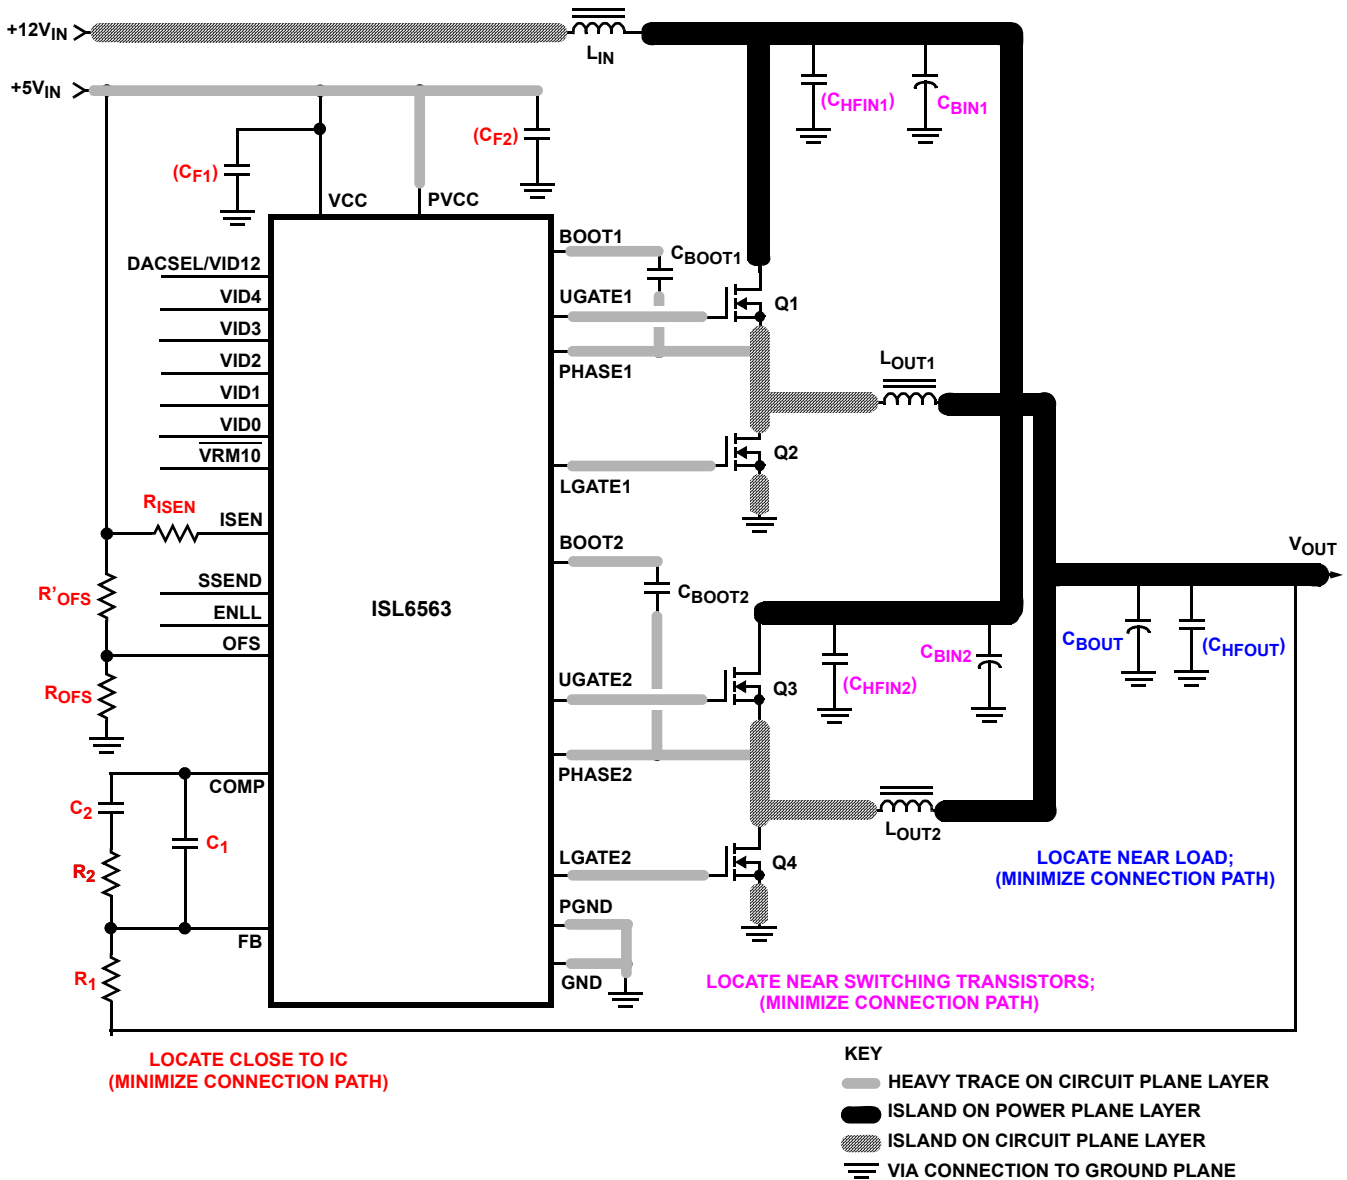 +12VIN
LIN
+5VIN
(CHFIN1)
CBIN1
(CF2)
(CF1)
VCC
PVCC
BOOT1
CBOOT1
DACSEL/VID12
VID4
UGATE1
Q1
VID3
VID2
PHASE1
LOUT1
VID1
VID0
VRM10
Q2
LGATE1
RISEN
ISEN
BOOT2
VOUT
SSEND
R'OFS
CBOOT2
ISL6563
ENLL
OFS
CBOUT
(CHFOUT)
CBIN2
ROFS
UGATE2
Q3
(CHFIN2)
PHASE2
COMP
C2
C1
LOUT2
R2
LGATE2
Q4
LOCATE NEAR LOAD;
(MINIMIZE CONNECTION PATH)
PGND
FB
R1
GND
LOCATE NEAR SWITCHING TRANSISTORS;
(MINIMIZE CONNECTION PATH)
LOCATE CLOSE TO IC
(MINIMIZE CONNECTION PATH)
KEY
HEAVY TRACE ON CIRCUIT PLANE LAYER
ISLAND ON POWER PLANE LAYER
ISLAND ON CIRCUIT PLANE LAYER
VIA CONNECTION TO GROUND PLANE